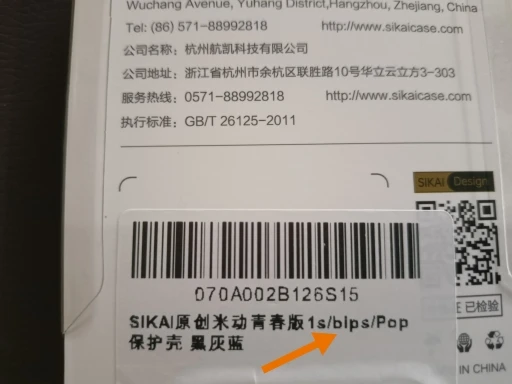 Wuchang Avenue, Yuhang District,Hangzhou, Zhejiang, China
Tel: (86) 571-88992818 http://www.sikaicase.com
公司名称：杭州航凯科技有限公司
公司地址：浙江省杭州市余杭区联胜路10号华立云立方3-303
服务热线：0571-88992818 http://www.sikaicase.com
执行标准：GB/T 26125-2011
SiKAI Design
070A002B126S15
SIKAI原创米动青春版1s/bips/Pop
保护壳 黑灰蓝
已检验
IN CHINA